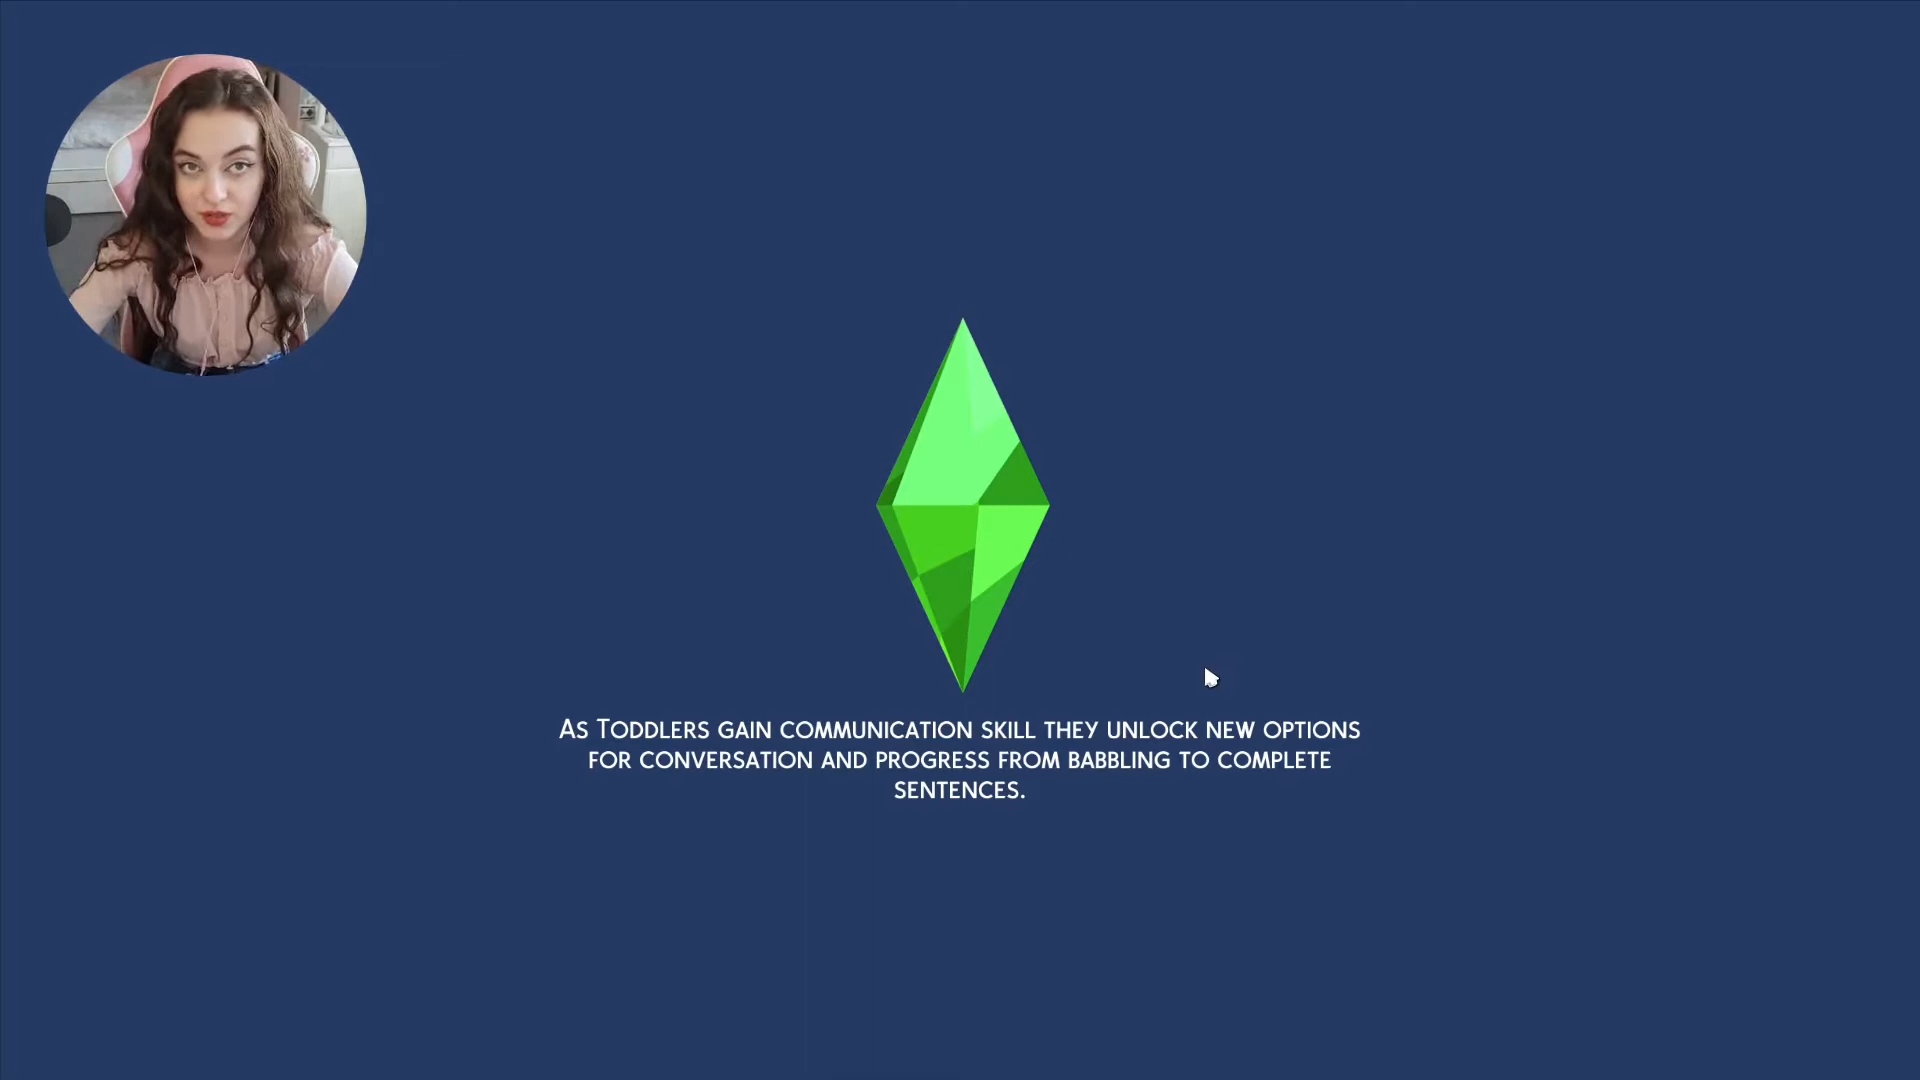 As Toddlers gain communication skill they unlock new options
for conversation and progress from babbling to complete
sentences.